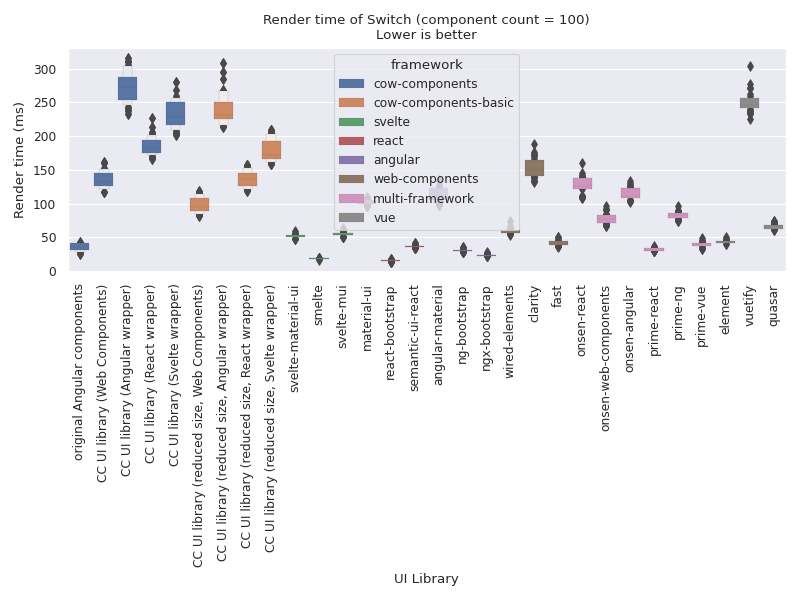 Render time of Switch (component count = 100)
Lower is better
Render time (ms)
300
250
200
150
100
50
0
framework
cow-components
cow-components-basic
svelte
react
angular
web-components
multi-framework
vue
original Angular components
CC UI library (Web Components)
CC UI library (Angular wrapper)
CC UI library (React wrapper)
CC UI library (Svelte wrapper)
CC UI library (reduced size, Web Components)
CC UI library (reduced size, Angular wrapper)
CC UI library (reduced size, React wrapper)
CC UI library (reduced size, Svelte wrapper)
svelte-material-ui
smelte
svelte-mui
material-ui
react-bootstrap
semantic-ui-react
angular-material
ng-bootstrap
ngx-bootstrap
wired-elements
clarity
fast
onsen-react
onsen-web-components
onsen-angular
prime-react
prime-ng
prime-vue
element
vuetify
quasar
UI Library